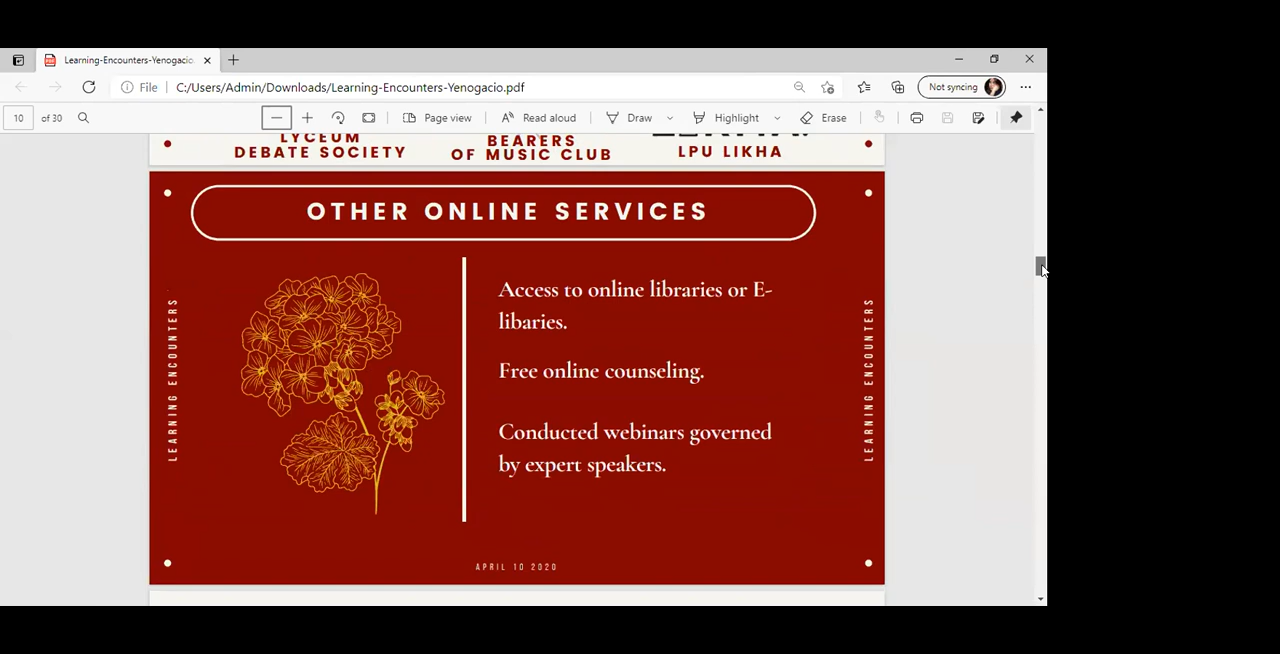 Learning-Encounters-Yenogacio
File
C:/Users/Admin/Downloads/Learning-Encounters-Yenogacio.pdf
Not syncing
10 of 30
Page view
Read aloud
Draw
Highlight
Erase
LYCEUM
DEBATE SOCIETY
BEARERS
OF MUSIC CLUB
LPU LIKHA
OTHER ONLINE SERVICES
Access to online libraries or E-
libaries.
Free online counseling.
Conducted webinars governed
by expert speakers.
LEARNING ENCOUNTERS
LEARNING ENCOUNTERS
APRIL 10 2020